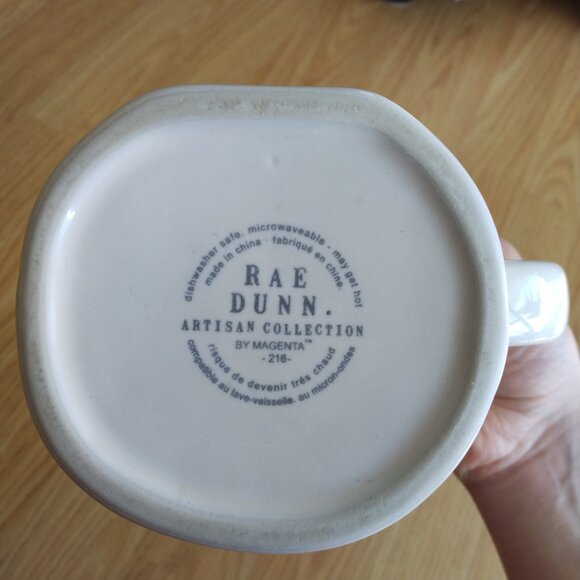 dishwasher safe. microwaveable - may get hot
made in china · fabriqué en chine.
RAE
DUNN.
ARTISAN COLLECTION
BY MAGENTA™
-216-
risque de devenir très chaud
compatible au lave-vaisselle. au micron-ondes